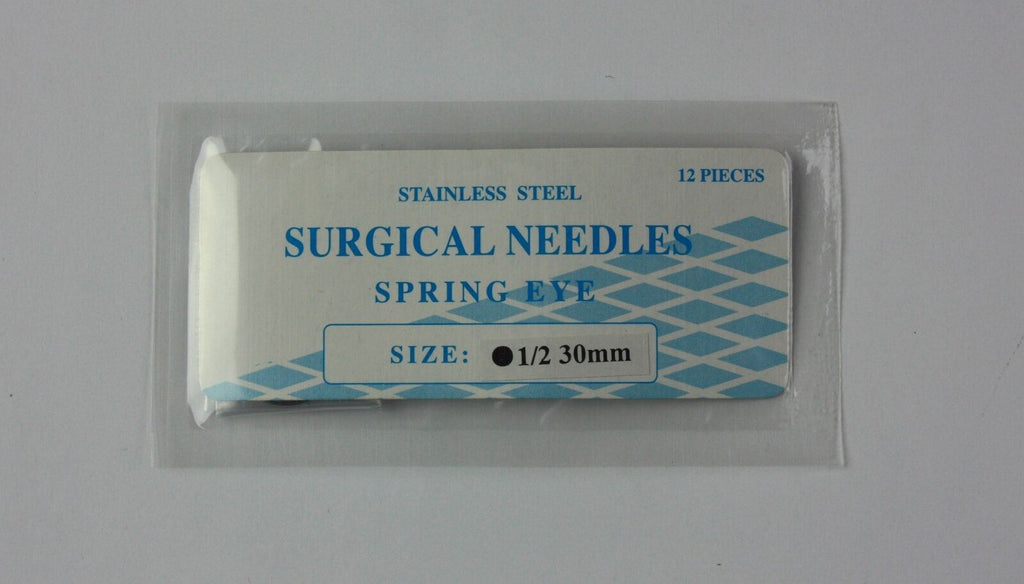 12 PIECES
STAINLESS STEEL
SURGICAL NEEDLES
SPRING EYE
SIZE: ●1/2 30mm